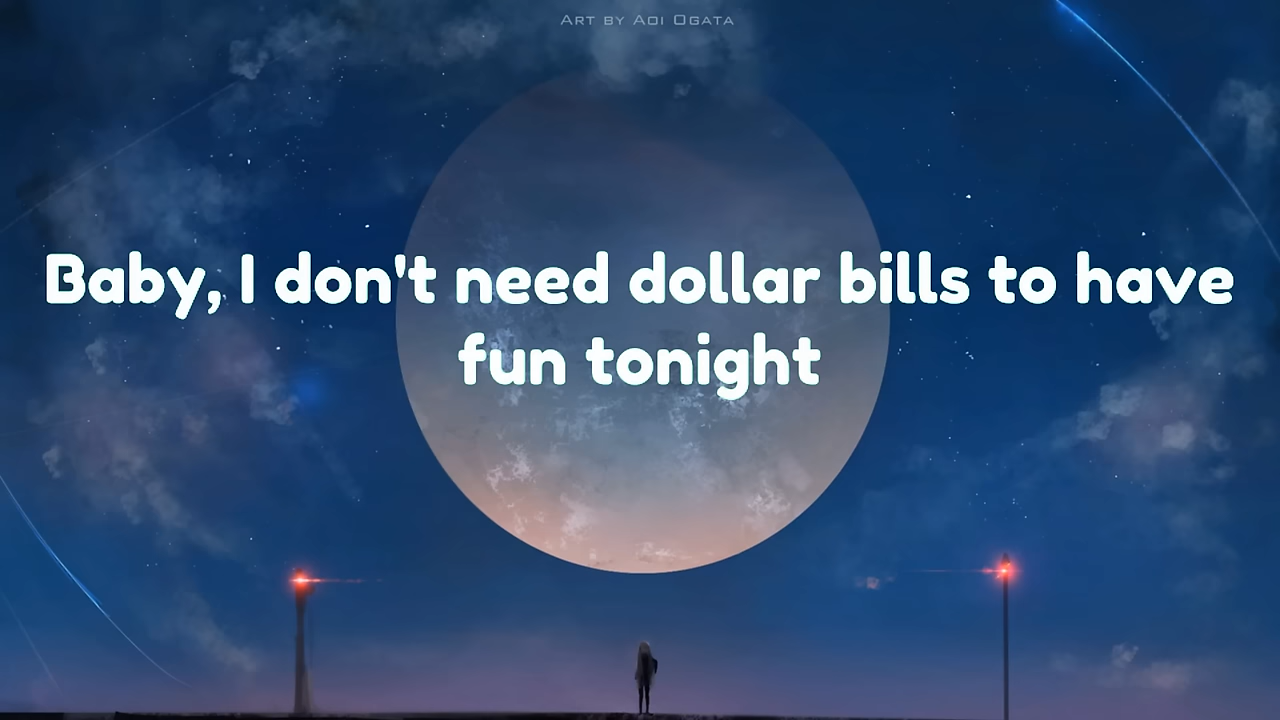 Art by Aoi Ogata
Baby, I don't need dollar bills to have
fun tonight